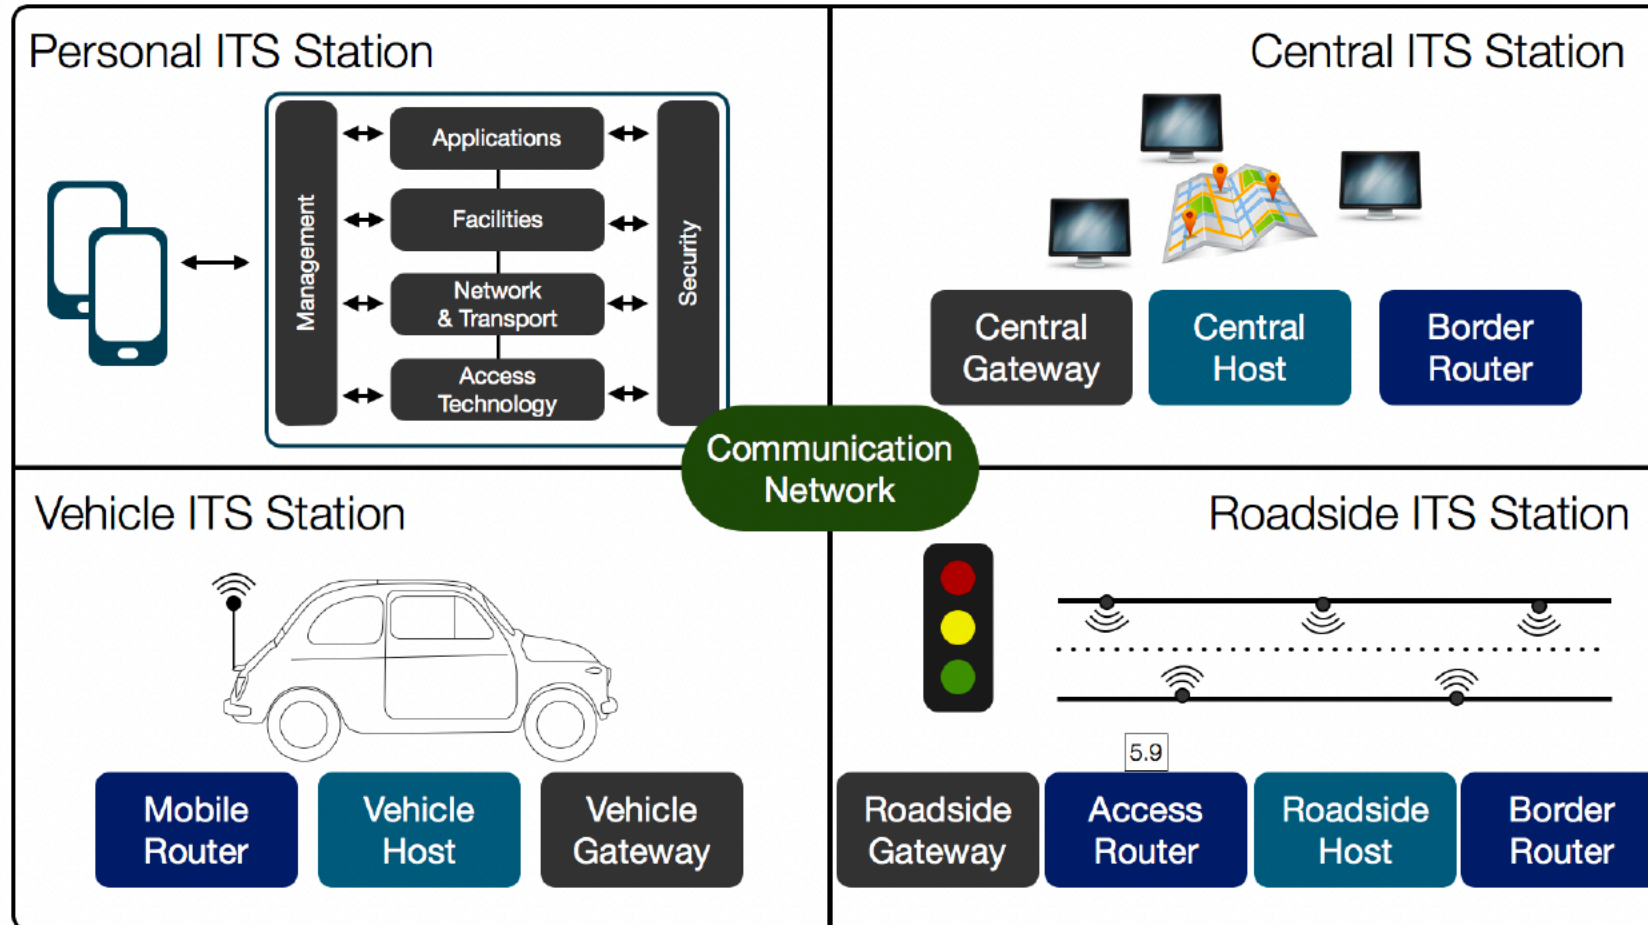 Personal ITS Station
Management
Applications
Facilities
Network
& Transport
Access
Technology
Security
Central ITS Station
Central
Gateway
Central
Host
Border
Router
Communication
Network
Vehicle ITS Station
Mobile
Router
Vehicle
Host
Vehicle
Gateway
Roadside ITS Station
5.9
Roadside
Gateway
Access
Router
Roadside
Host
Border
Router